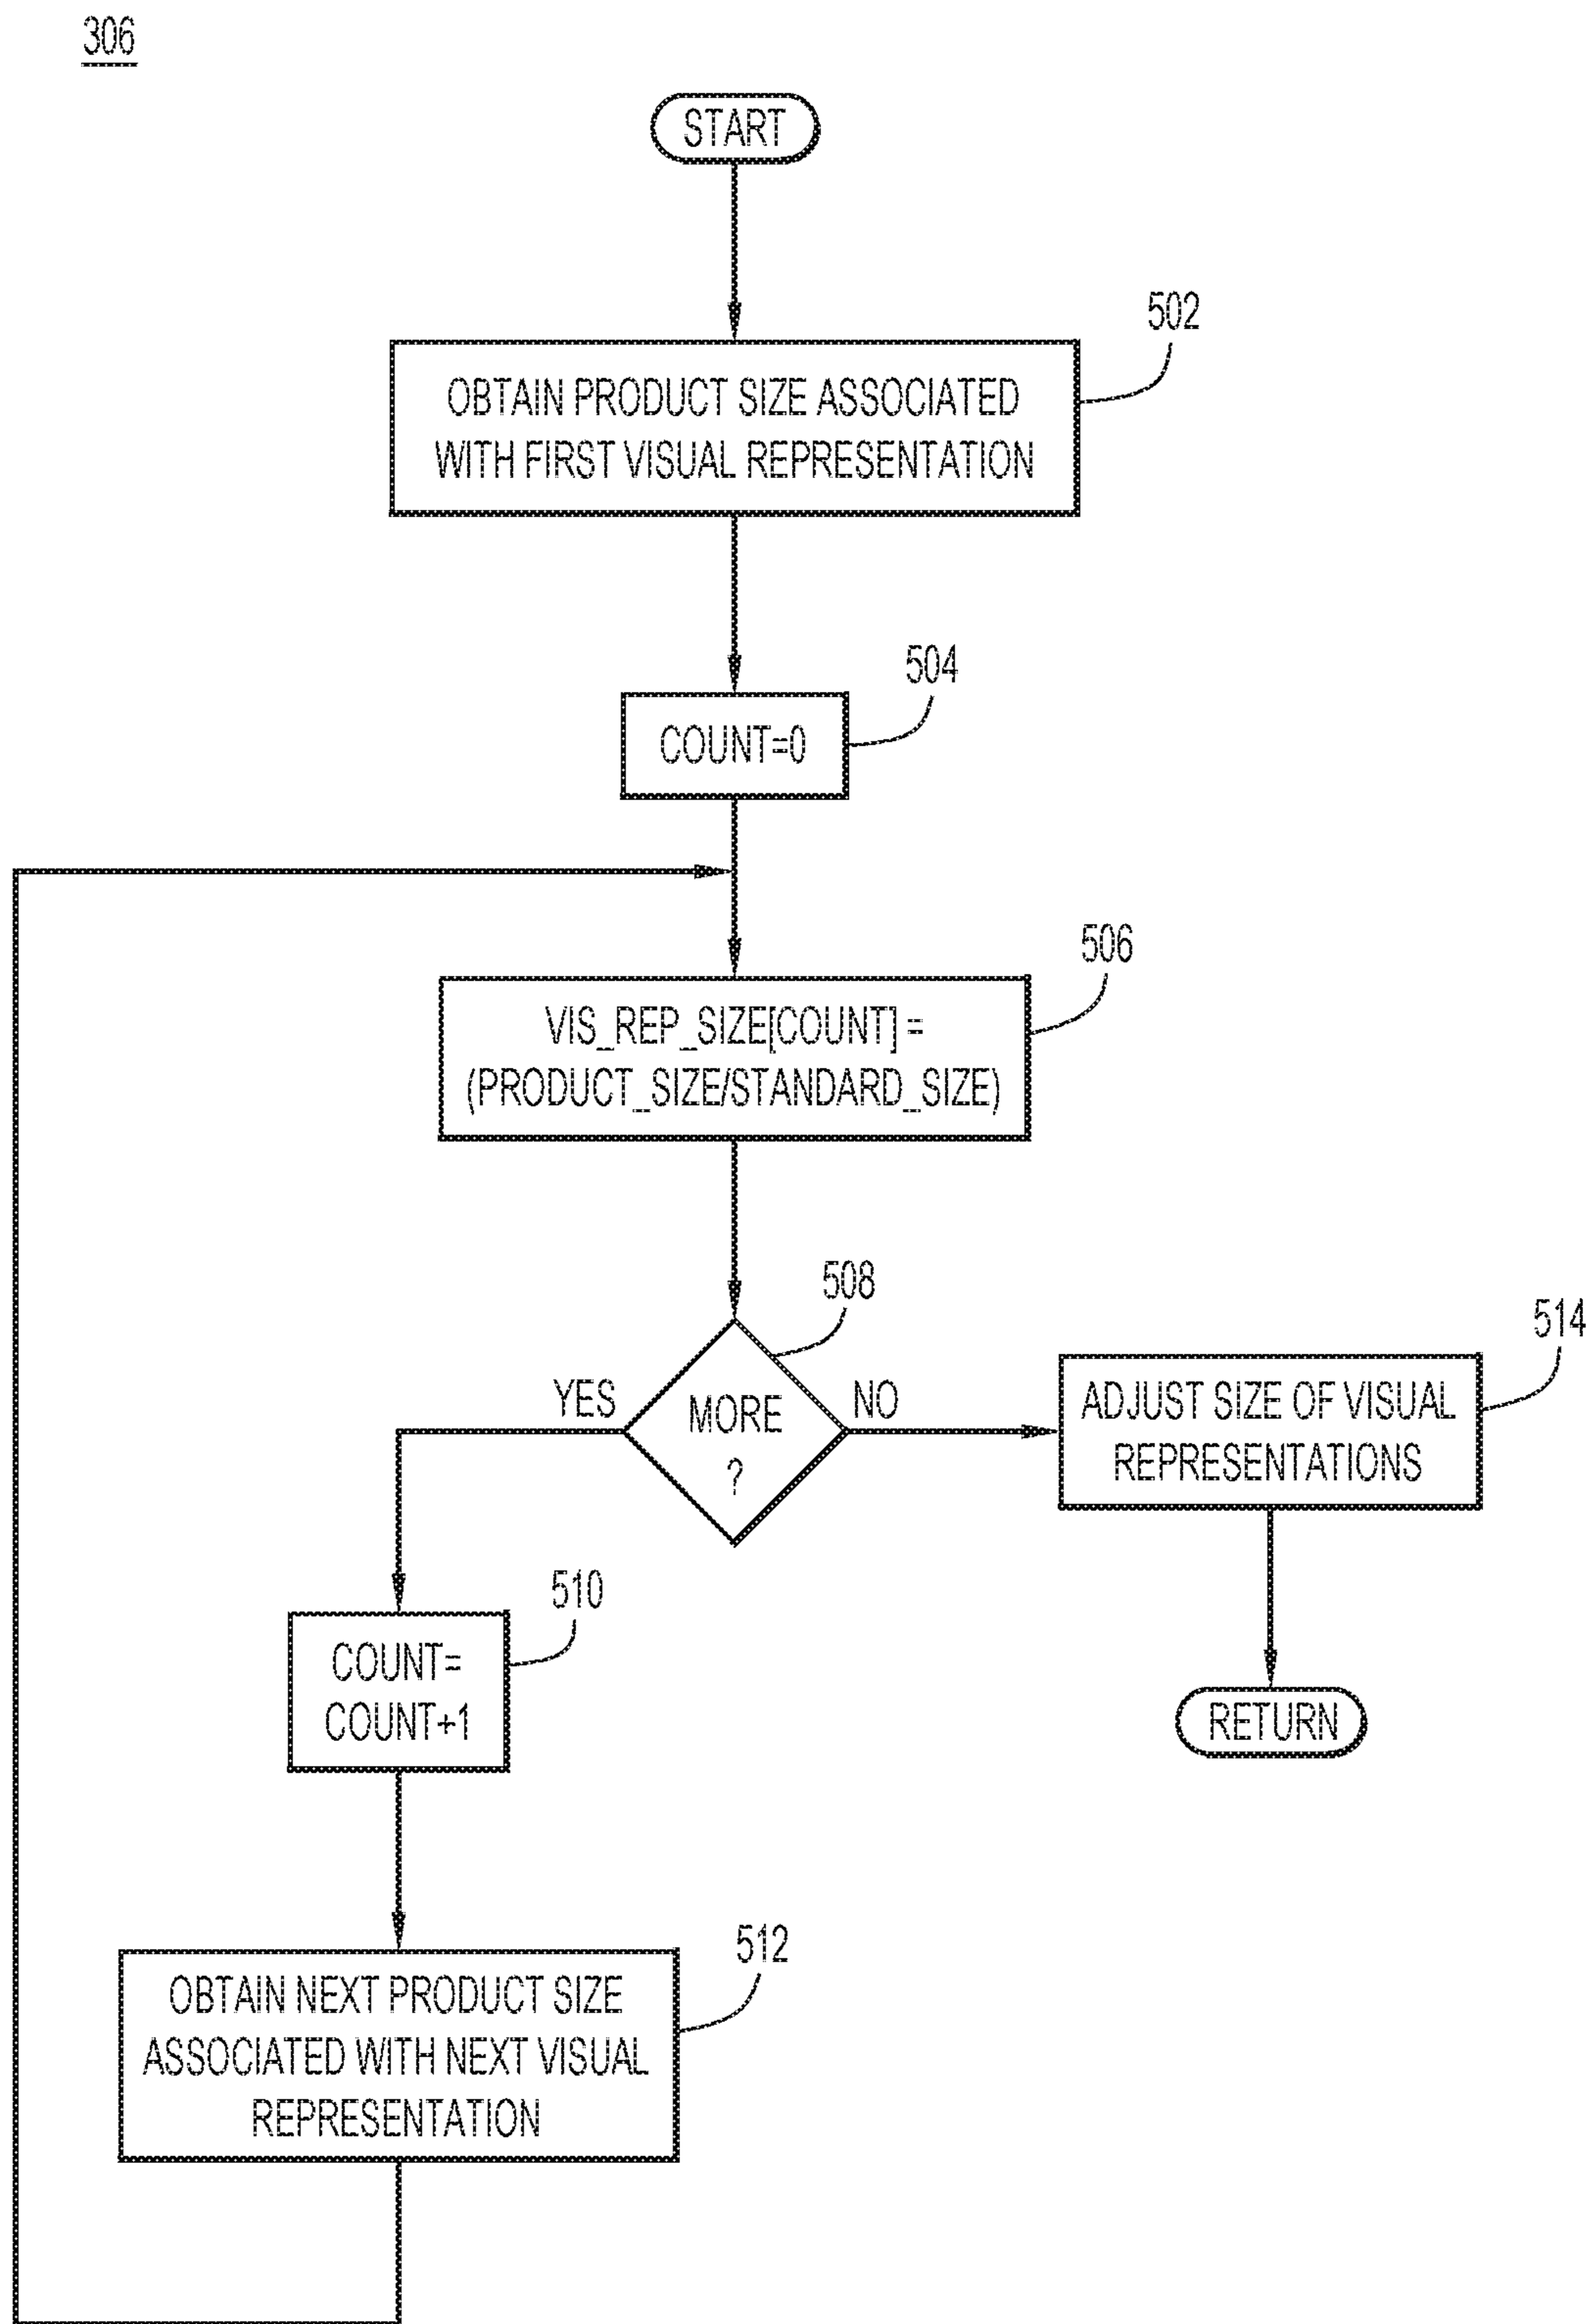 306
START
502
OBTAIN PRODUCT SIZE ASSOCIATED
WITH FIRST VISUAL REPRESENTATION
504
COUNT=0
506
VIS_REP_SIZE[COUNT] =
(PRODUCT_SIZE/STANDARD_SIZE)
508
MORE
?
YES
NO
514
ADJUST SIZE OF VISUAL
REPRESENTATIONS
RETURN
510
COUNT=
COUNT+1
512
OBTAIN NEXT PRODUCT SIZE
ASSOCIATED WITH NEXT VISUAL
REPRESENTATION